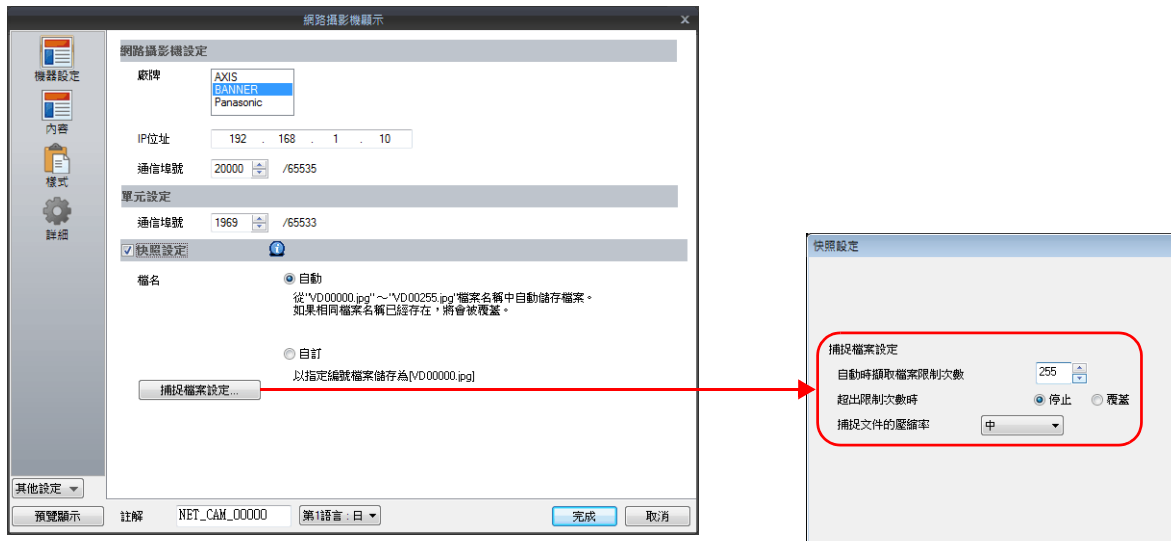 網路攝影機顯示
x
機器設定
內容
樣式
詳細
其他設定
預覽顯示
網路攝影機設定
廠牌
AXIS
BANNER
Panasonic
IP位址 192 . 168 . 1 . 10
通信埠號 20000 /65535
單元設定
通信埠號 1969 /65533
快照設定
檔名
自動
從"VD00000.jpg"～"VD00255.jpg"檔案名稱中自動儲存檔案。
如果相同檔案名稱已經存在，將會被覆蓋。
自訂
以指定編號檔案儲存為[VD00000.jpg]
捕捉檔案設定...
註解 NET_CAM_00000 第1語言 : 日 完成 取消
快照設定
捕捉檔案設定
自動時擷取檔案限制次數 255
超出限制次數時 停止 覆蓋
捕捉文件的壓縮率 中